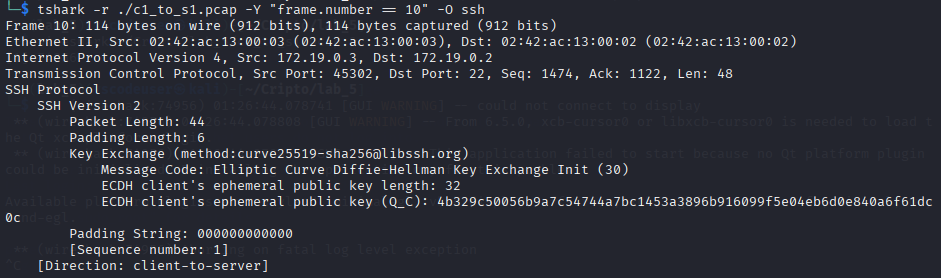 └─$ tshark -r ./c1_to_s1.pcap -Y "frame.number == 10" -O ssh
Frame 10: 114 bytes on wire (912 bits), 114 bytes captured (912 bits)
Ethernet II, Src: 02:42:ac:13:00:03 (02:42:ac:13:00:03), Dst: 02:42:ac:13:00:02 (02:42:ac:13:00:02)
Internet Protocol Version 4, Src: 172.19.0.3, Dst: 172.19.0.2
Transmission Control Protocol, Src Port: 45302, Dst Port: 22, Seq: 1474, Ack: 1122, Len: 48
SSH Protocol
    SSH Version 2
        Packet Length: 44
        Padding Length: 6
        Key Exchange (method:curve25519-sha256@libssh.org)
            Message Code: Elliptic Curve Diffie-Hellman Key Exchange Init (30)
            ECDH client's ephemeral public key length: 32
            ECDH client's ephemeral public key (Q_C): 4b329c50056b9a7c54744a7bc1453a3896b916099f5e04eb6d0e840a6f61dc
0c
        Padding String: 000000000000
        [Sequence number: 1]
    [Direction: client-to-server]